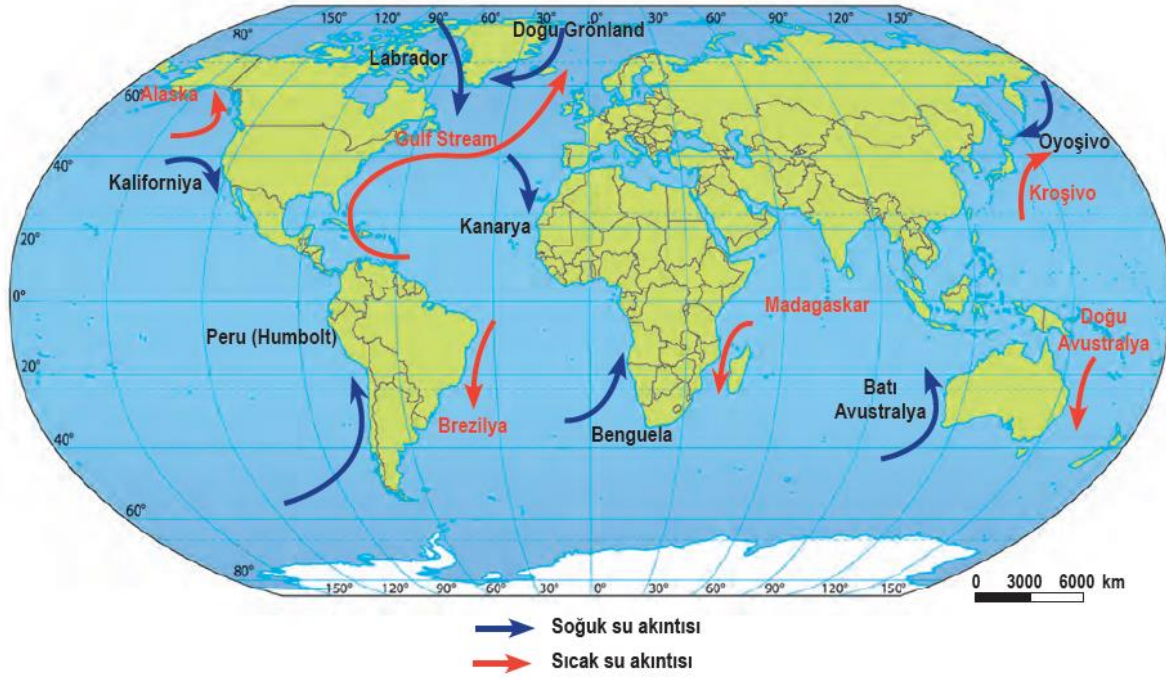 150° 120° 90° 60° 30° 0° 30° 60° 90° 120° 150°
80°
Doğu Grönland
Labrador
60°
Alaska
Gulf Stream
Oyoşivo
40°
Kaliforniya
Kanarya
Kroşivo
20°
0°
Peru (Humbolt)
Madagaskar
Doğu
Avustralya
20°
Batı
Avustralya
Brezilya
Benguela
40°
60°
80°
150° 120° 90° 60° 30° 0° 30° 60° 90° 120° 150°
0 3000 6000 km
Soğuk su akıntısı
Sıcak su akıntısı